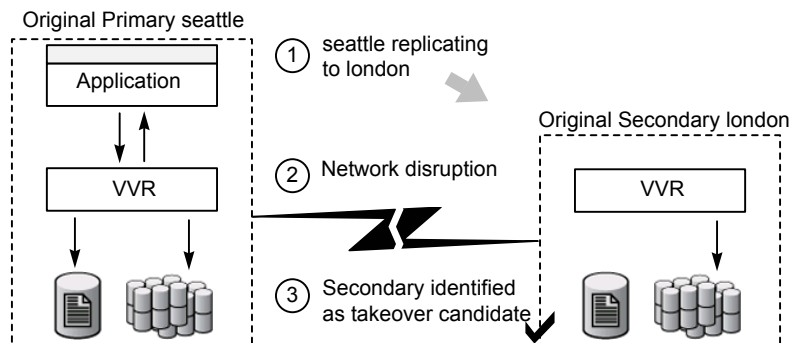 Original Primary seattle
Application
VVR
1
seattle replicating
to london
2
Network disruption
3
Secondary identified
as takeover candidate
Original Secondary london
VVR